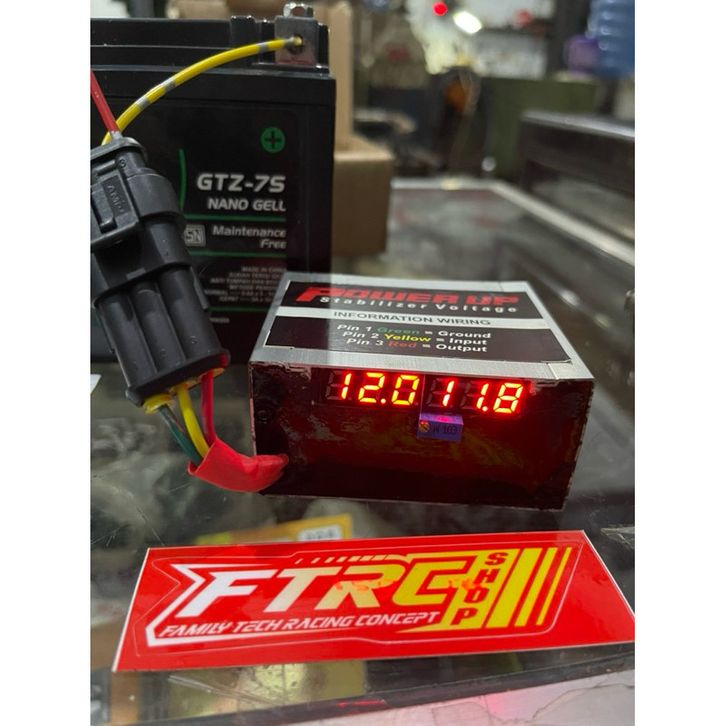 GTZ-7S
NANO GELL
Maintenance
Free
POWER UP
Stabilizer Voltage
INFORMATION WIRING
Pin 1 Green = Ground
Pin 2 Yellow = Input
Pin 3 Red = Output
12.0 11.8
W 103
FTRC SHOP
FAMILY TECH RACING CONCEPT